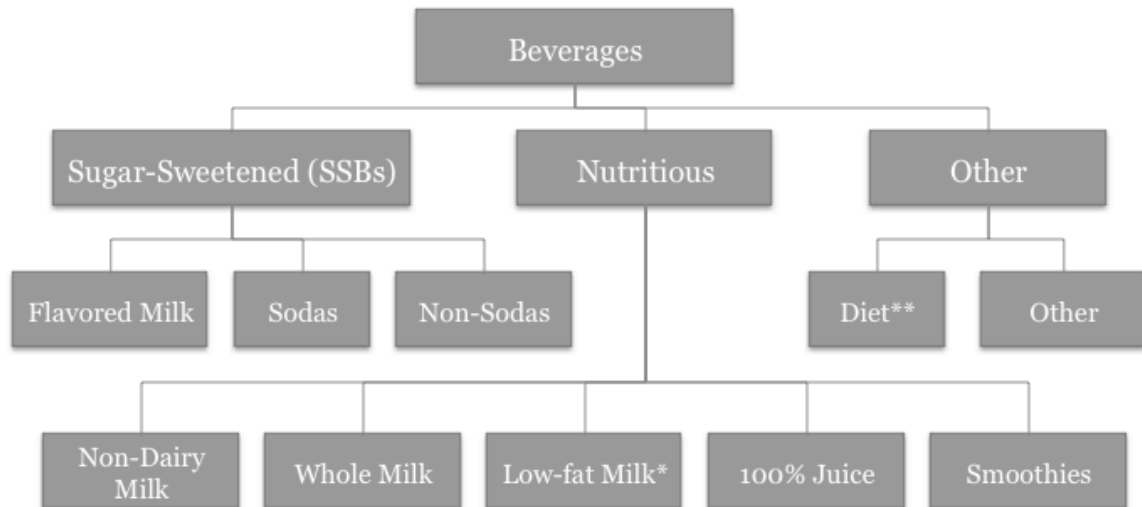 Beverages
Sugar-Sweetened (SSBs)
Nutritious
Other
Flavored Milk
Sodas
Non-Sodas
Diet**
Other
Non-Dairy
Milk
Whole Milk
Low-fat Milk*
100% Juice
Smoothies